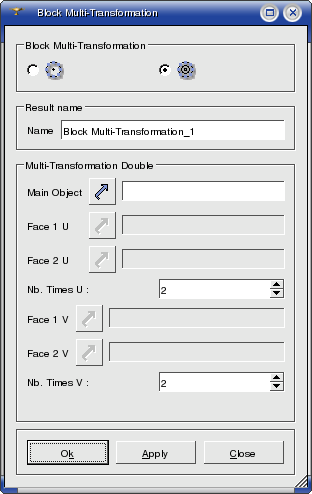 Block Multi-Transformation
Block Multi-Transformation
Result name
Name Block Multi-Transformation_1
Multi-Transformation Double
Main Object
Face 1 U
Face 2 U
Nb. Times U : 2
Face 1 V
Face 2 V
Nb. Times V : 2
Ok Apply Close